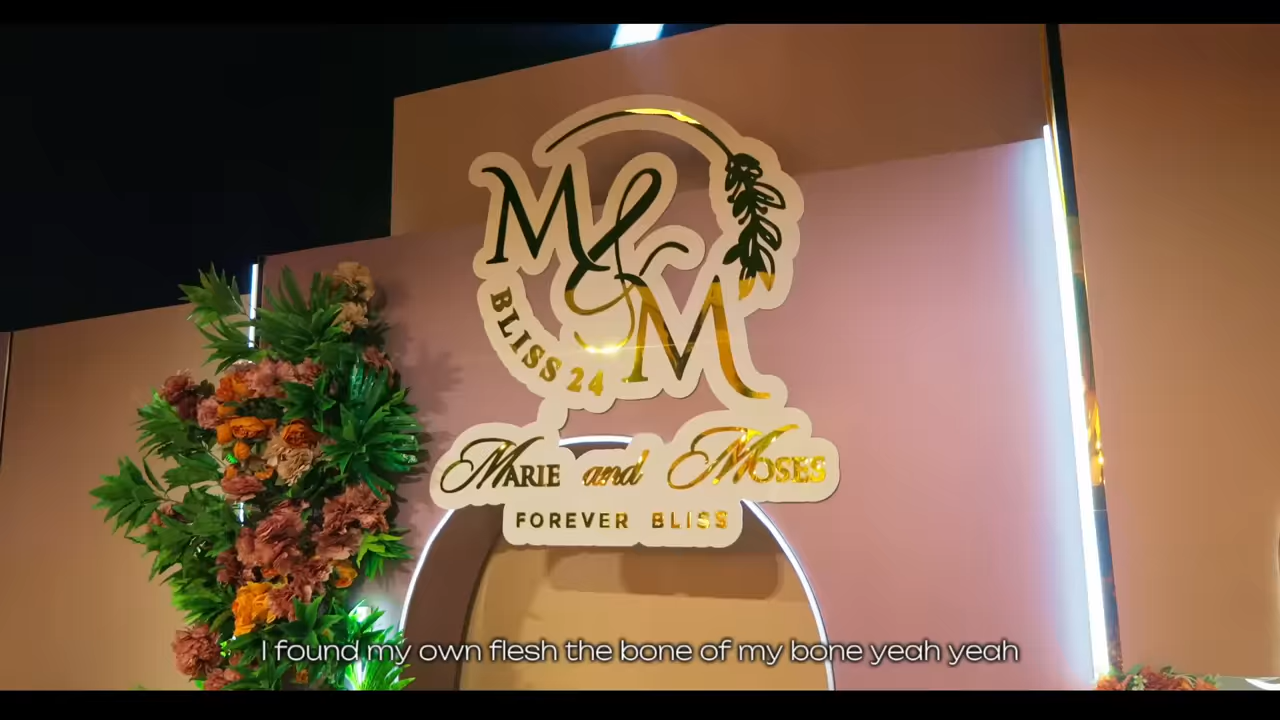 M & M
BLISS 24
MARIE and MOSES
FOREVER BLISS
I found my own flesh the bone of my bone yeah yeah